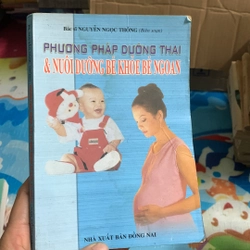 Bác sĩ NGUYỄN NGỌC THÔNG (Biên soạn)
PHƯƠNG PHÁP DƯỠNG THAI
& NUÔI DƯỠNG BÉ KHỎE BÉ NGOAN
NHÀ XUẤT BẢN ĐỒNG NAI